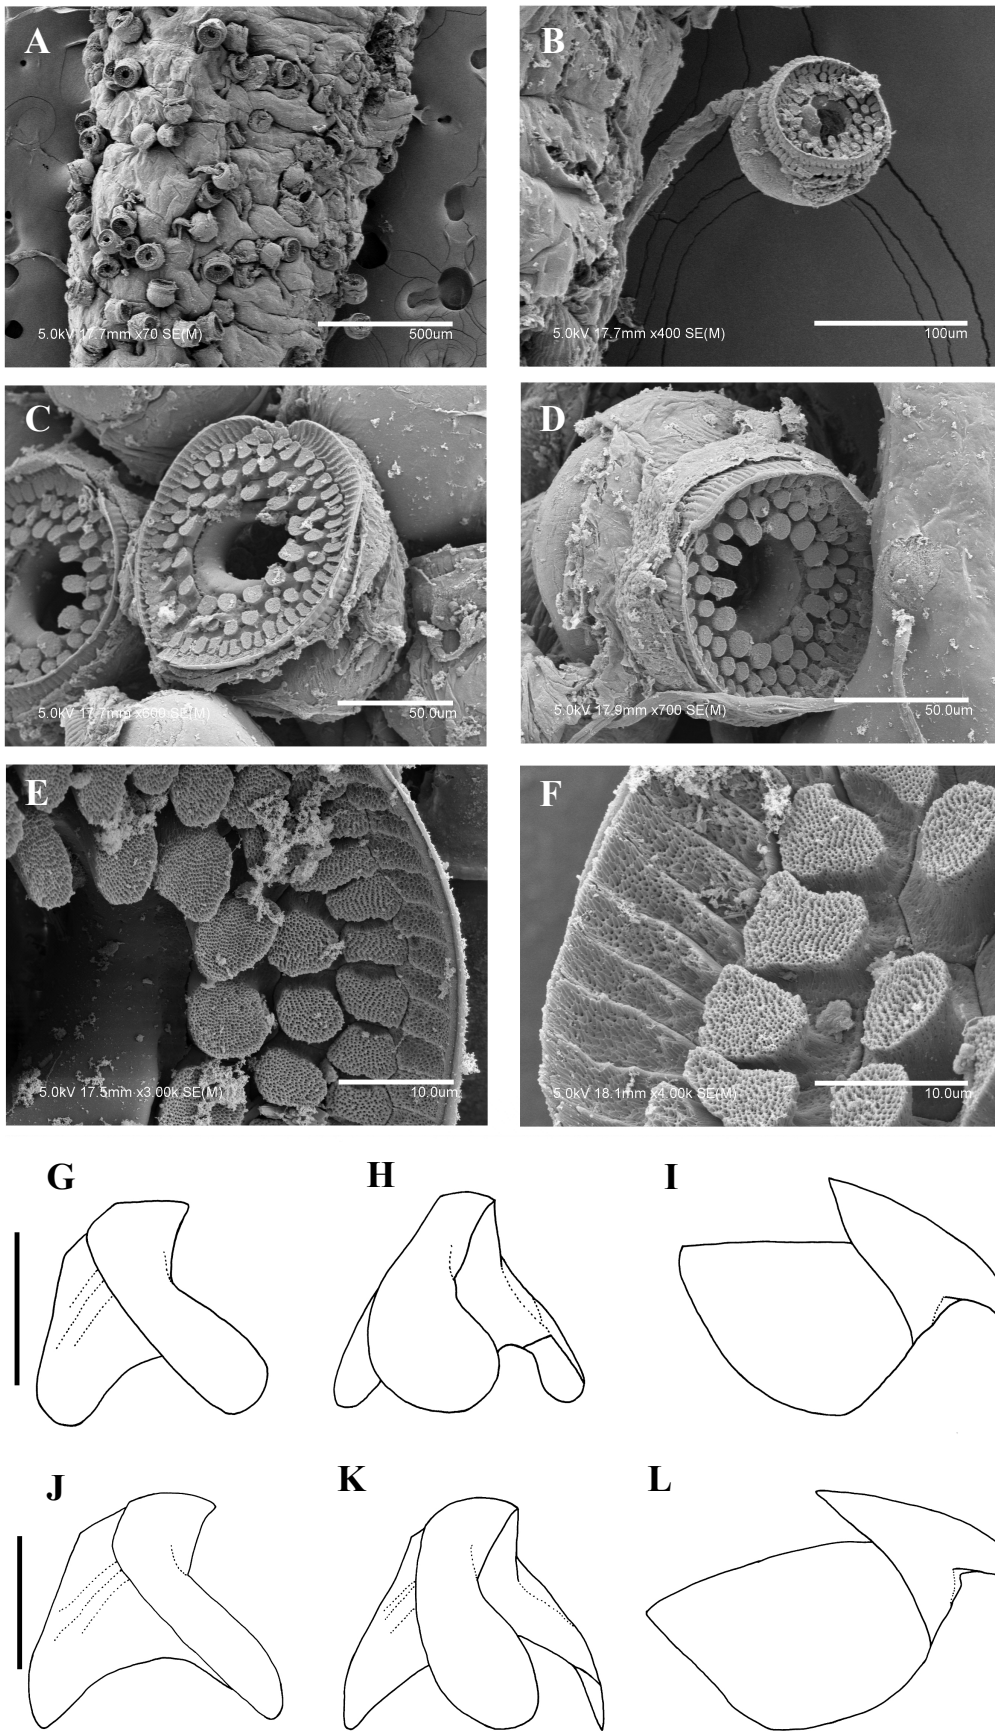 A
5.0kV 17.7mm x70 SE(M) 500um
B
5.0kV 17.7mm x400 SE(M) 100um
C
5.0kV 17.7mm x600 SE(M) 50.0um
D
5.0kV 17.9mm x700 SE(M) 50.0um
E
5.0kV 17.5mm x3.00k SE(M) 10.0um
F
5.0kV 18.1mm x4.00k SE(M) 10.0um
G
H
I
J
K
L